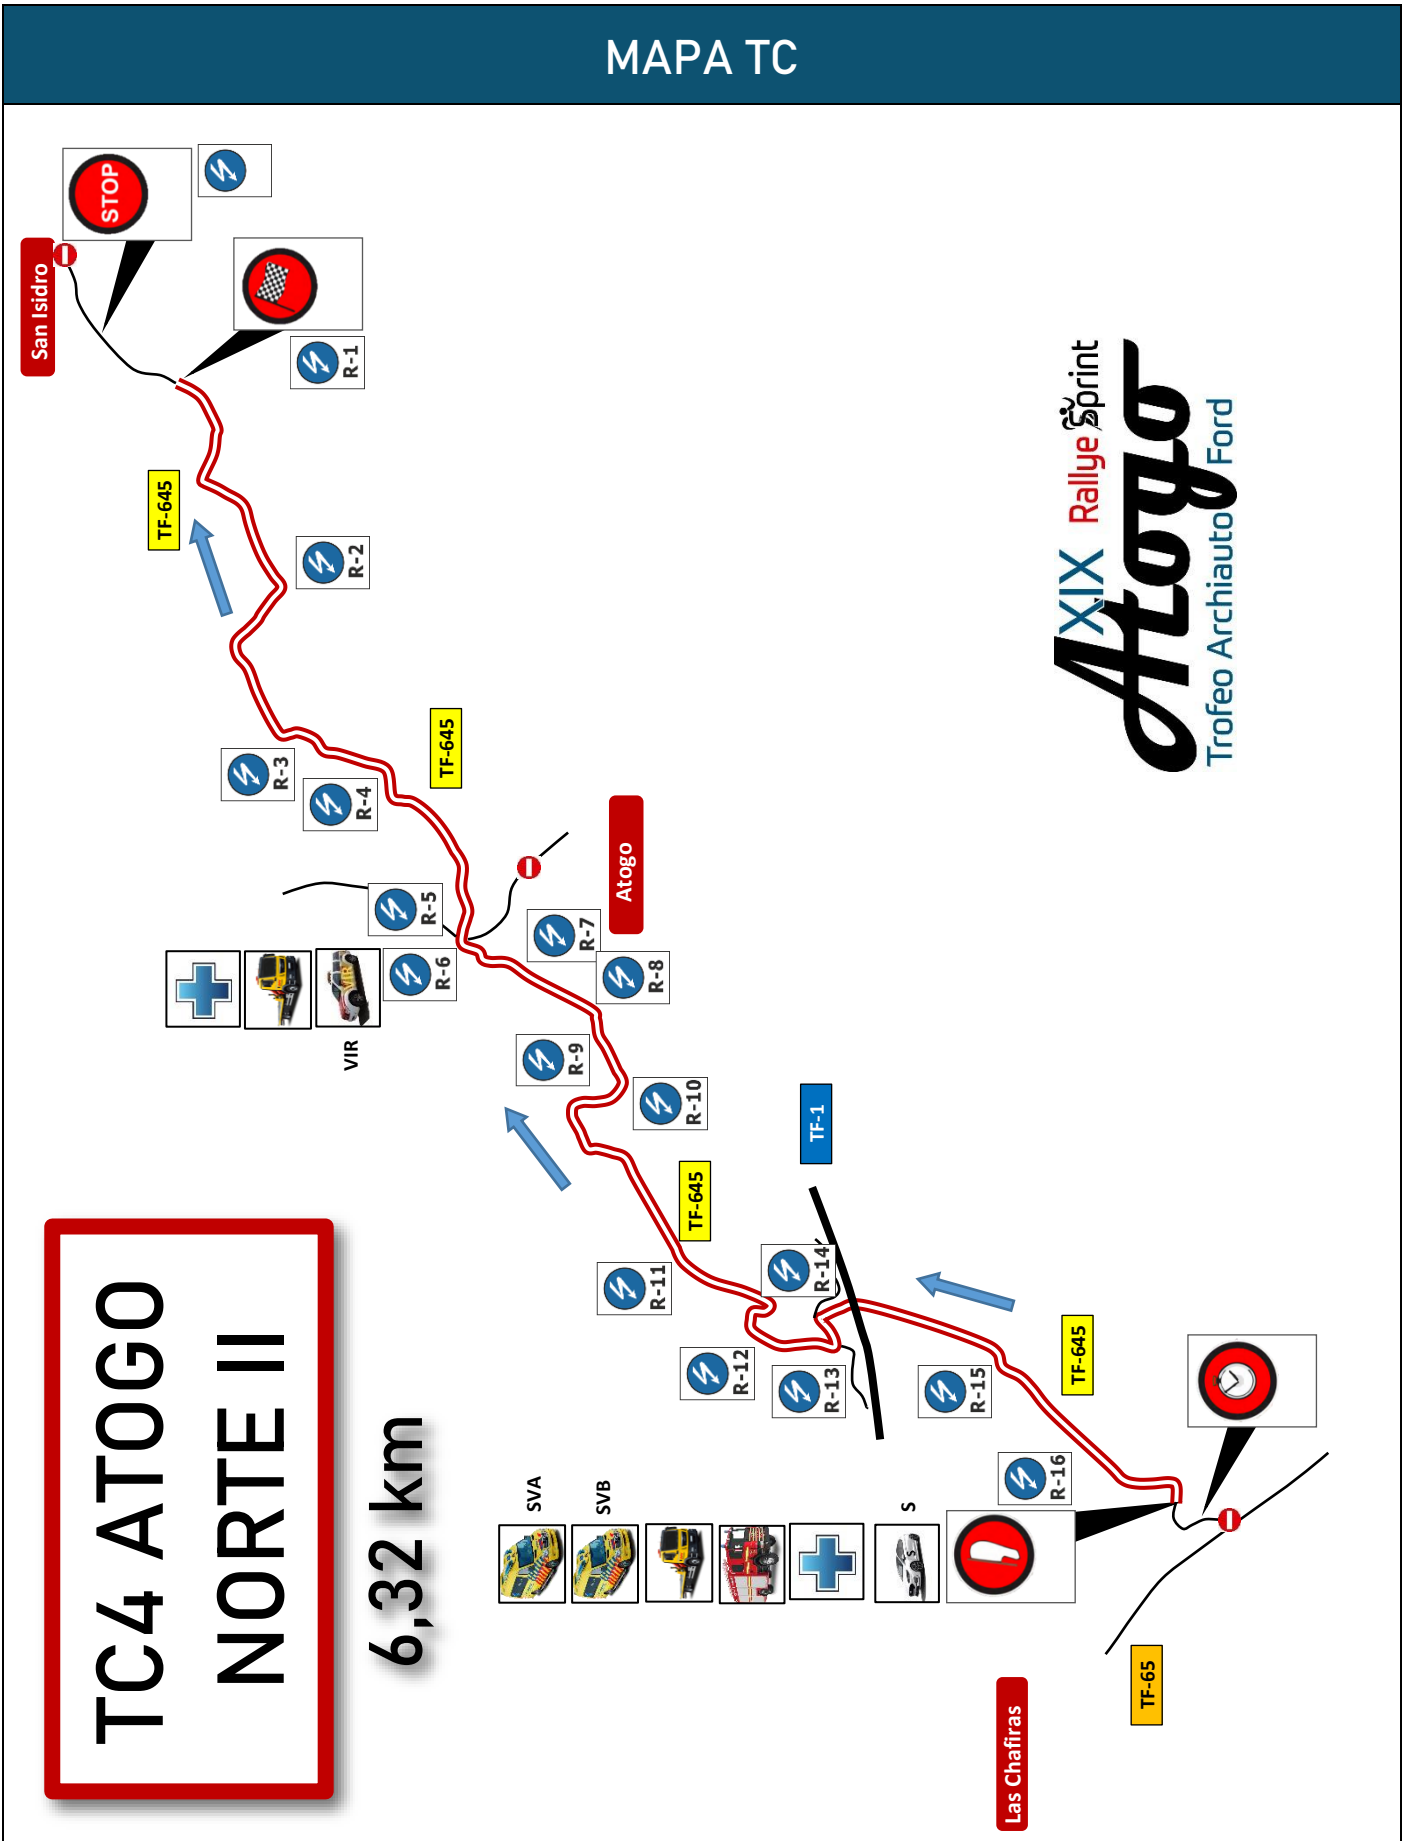 MAPA TC
TC4 ATOGO
NORTE II
6,32 km
San Isidro
STOP
R-1
TF-645
R-2
R-3
R-4
TF-645
R-5
R-6
VIR
Atogo
R-7
R-8
R-9
R-10
TF-1
TF-645
R-11
R-12
R-13
R-14
R-15
TF-645
R-16
SVA
SVB
S
S
Las Chafiras
TF-65
XIX Rallye Sprint
Atogo
Trofeo Archiauto Ford